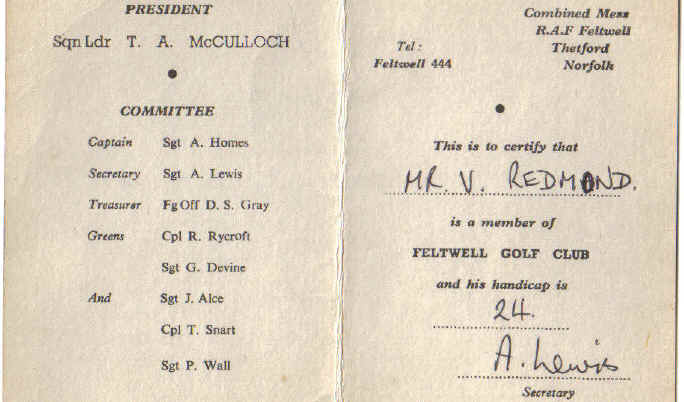 PRESIDENT
Sqn Ldr T. A. McCULLOCH
COMMITTEE
Captain Sgt A. Homes
Secretary Sgt A. Lewis
Treasurer Fg Off D. S. Gray
Greens Cpl R. Rycroft
Sgt G. Devine
And Sgt J. Alce
Cpl T. Snart
Sgt P. Wall
Combined Mess
R.A.F Feltwell
Tel: Thetford
Feltwell 444 Norfolk
This is to certify that
MR. V. REDMOND.
is a member of
FELTWELL GOLF CLUB
and his handicap is
24.
A. Lewis
Secretary